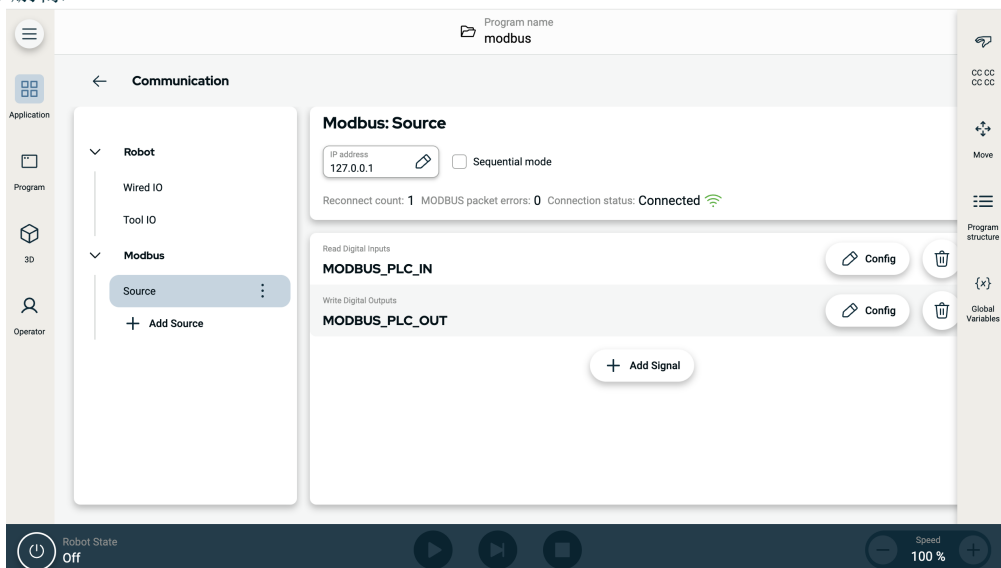 Program name
modbus
Communication
Application
Program
3D
Operator
Robot
Wired IO
Tool IO
Modbus
Source
Add Source
Modbus: Source
IP address
127.0.0.1
Sequential mode
Reconnect count: 1 MODBUS packet errors: 0 Connection status: Connected
Read Digital Inputs
MODBUS_PLC_IN
Config
Write Digital Outputs
MODBUS_PLC_OUT
Config
Add Signal
CC CC
CC CC
Move
Program
structure
{x}
Global
Variables
Robot State
Off
Speed
100 %